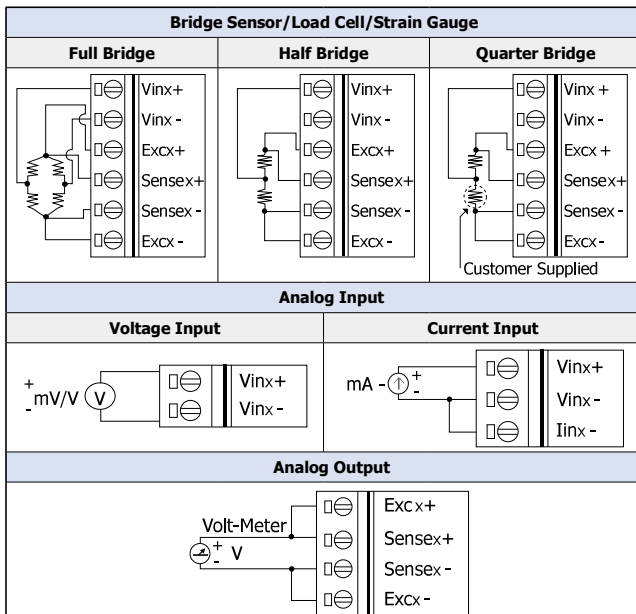 Bridge Sensor/Load Cell/Strain Gauge
Full Bridge
Half Bridge
Quarter Bridge
Vinx+
Vinx -
Excx+
Sensex+
Sensex -
Excx -
Vinx+
Vinx-
Excx+
Sensex+
Sensex -
Excx -
Vinx +
Vinx-
Excx +
Sensex+
Sensex -
Excx -
Customer Supplied
Analog Input
Voltage Input
Current Input
+
- mV/V
V
Vinx+
Vinx-
mA -
+
-
Vinx+
Vinx -
Iinx -
Analog Output
Volt-Meter
+
-
V
Excx+
Sensex+
Sensex -
Excx -